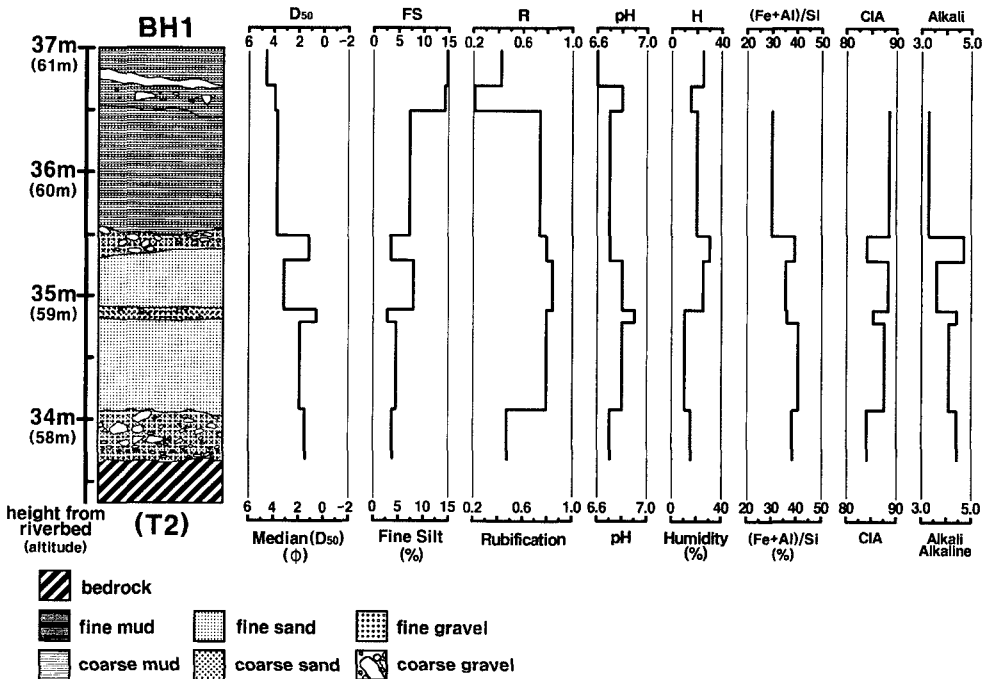 BH1
D50 FS R pH H (Fe+Al)/Si CIA Alkali
6 4 2 0 -2 0 5 10 15 0.2 0.6 1.0 6.6 7.0 0 40 20 30 40 50 80 90 3.0 5.0
37m
(61m)
36m
(60m)
35m
(59m)
34m
(58m)
height from
riverbed
(altitude)
(T2)
6 4 2 0 -2 0 5 10 15 0.2 0.6 1.0 6.6 7.0 0 40 20 30 40 50 80 90 3.0 5.0
Median(D50) Fine Silt Rubification pH Humidity (Fe+Al)/Si CIA Alkali
(ϕ) (%) (%) (%) Alkaline
bedrock
fine mud fine sand fine gravel
coarse mud coarse sand coarse gravel